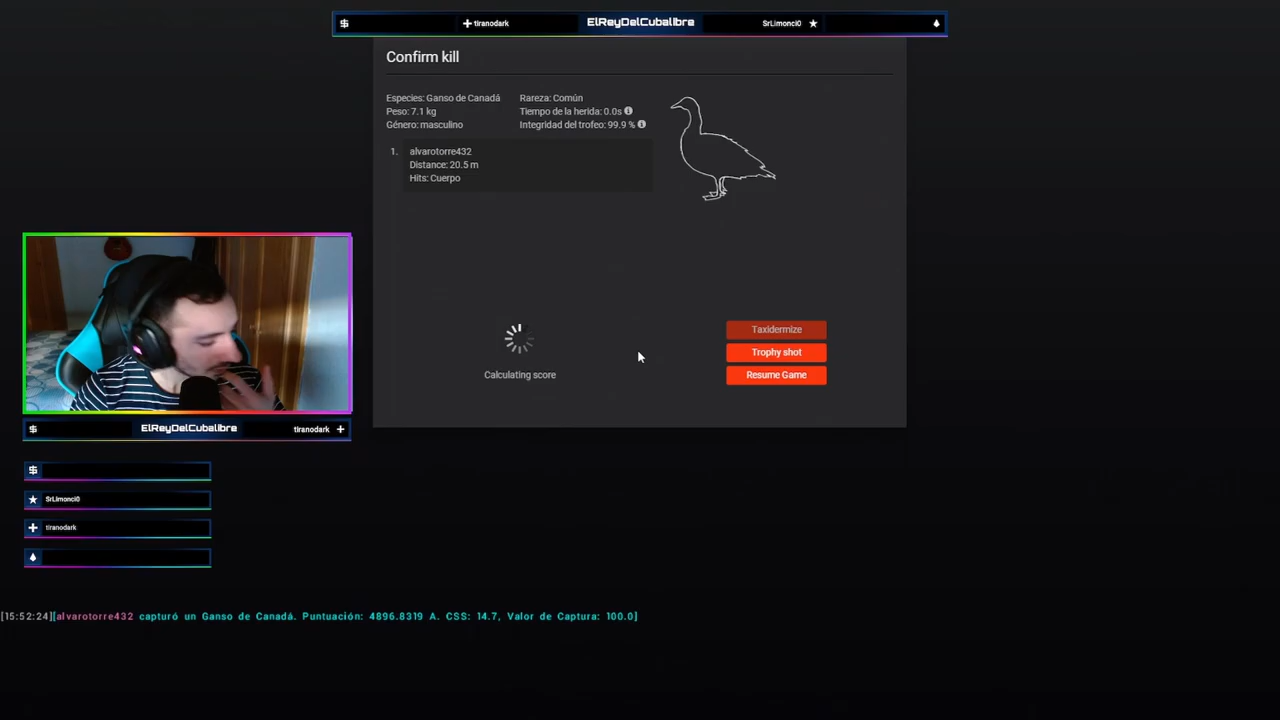 tiranodark
ElReyDelCubalibre
SrLimonci0
Confirm kill
Especies: Ganso de Canadá
Peso: 7.1 kg
Género: masculino
Rareza: Común
Tiempo de la herida: 0.0s
Integridad del trofeo: 99.9 %
1. alvarotorre432
Distance: 20.5 m
Hits: Cuerpo
Calculating score
Taxidermize
Trophy shot
Resume Game
ElReyDelCubalibre
tiranodark
SrLimonci0
tiranodark
[15:52:24][alvarotorre432 capturó un Ganso de Canadá. Puntuación: 4896.8319 A. CSS: 14.7, Valor de Captura: 100.0]